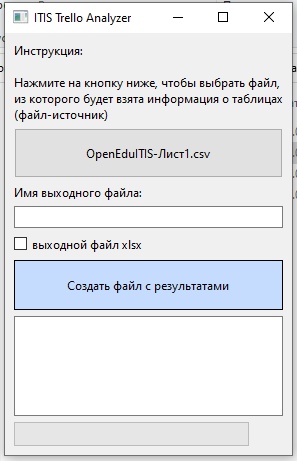 ITIS Trello Analyzer
Инструкция:
Нажмите на кнопку ниже, чтобы выбрать файл,
из которого будет взята информация о таблицах
(файл-источник)
OpenEduITIS-Лист1.csv
Имя выходного файла:
выходной файл xlsx
Создать файл с результатами